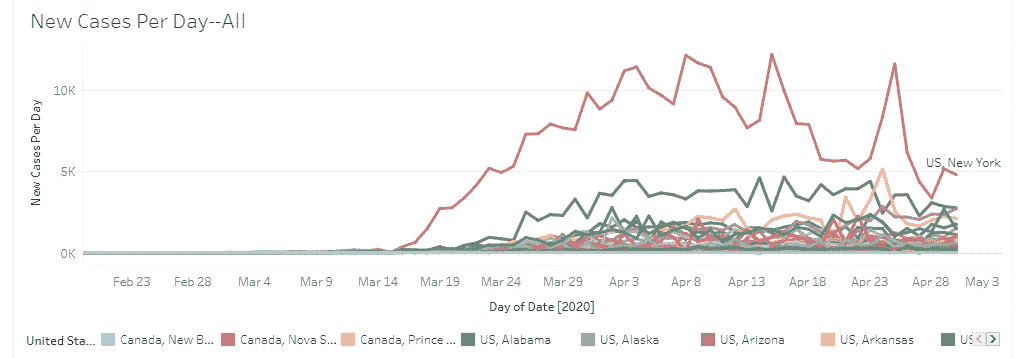 New Cases Per Day--All
New Cases Per Day
10K
5K
0K
US, New York
Feb 23 Feb 28 Mar 4 Mar 9 Mar 14 Mar 19 Mar 24 Mar 29 Apr 3 Apr 8 Apr 13 Apr 18 Apr 23 Apr 28 May 3
Day of Date [2020]
United Sta... Canada, New B... Canada, Nova S... Canada, Prince ... US, Alabama US, Alaska US, Arizona US, Arkansas US